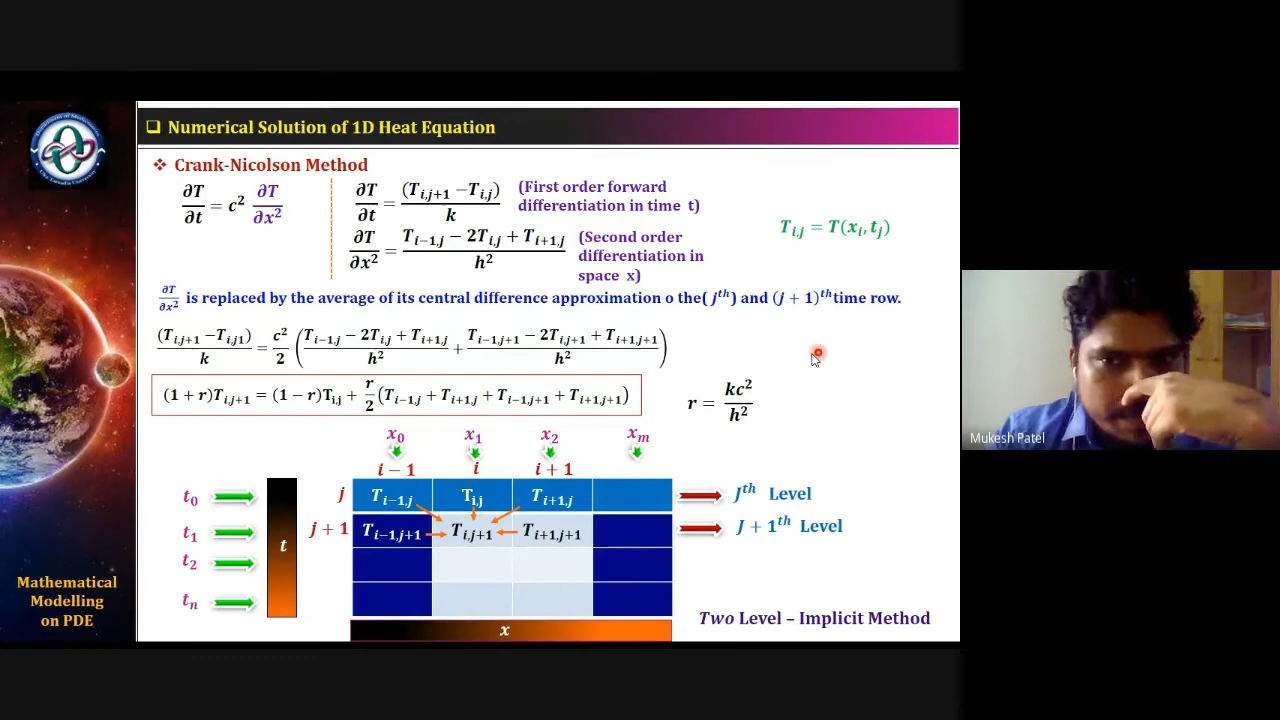 ❑ Numerical Solution of 1D Heat Equation
❖ Crank-Nicolson Method
∂T/∂t = c² ∂T/∂x²
∂T/∂t = (T_{i,j+1} − T_{i,j})/k
(First order forward
differentiation in time t)
∂T/∂x² = (T_{i−1,j} − 2T_{i,j} + T_{i+1,j})/h²
(Second order
differentiation in
space x)
T_{i,j} = T(x_i, t_j)
∂T/∂x² is replaced by the average of its central difference approximation o the( j^{th}) and (j + 1)^{th}time row.
(T_{i,j+1} − T_{i,j1})/k = c²/2 ((T_{i−1,j} − 2T_{i,j} + T_{i+1,j})/h² + (T_{i−1,j+1} − 2T_{i,j+1} + T_{i+1,j+1})/h²)
(1 + r)T_{i,j+1} = (1 − r)T_{i,j} + r/2 (T_{i−1,j} + T_{i+1,j} + T_{i−1,j+1} + T_{i+1,j+1})
r = kc²/h²
x_0 x_1 x_2 x_m
i − 1 i i + 1
t_0 j T_{i−1,j} T_{i,j} T_{i+1,j} J^{th} Level
t_1 j + 1 T_{i−1,j+1} T_{i,j+1} T_{i+1,j+1} J + 1^{th} Level
t
t_2
t_n
x
Two Level – Implicit Method
Mathematical
Modelling
on PDE
Mukesh Patel